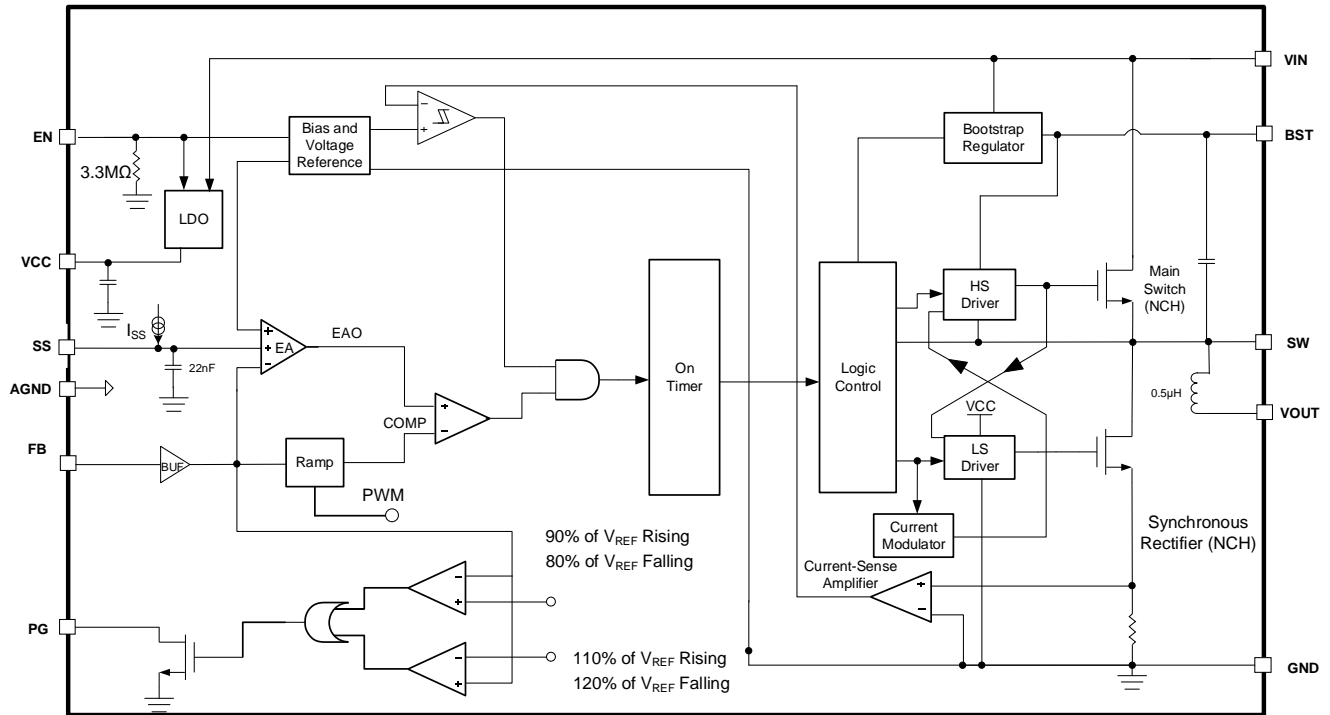 VIN
EN
Bias and
Voltage
Reference
−
+
Bootstrap
Regulator
BST
3.3MΩ
LDO
VCC
On
Timer
Logic
Control
HS
Driver
Main
Switch
(NCH)
ISS
SS
+
+
−
EA
EAO
22nF
SW
AGND
COMP
+
−
0.5µH
VOUT
FB
BUF
Ramp
VCC
LS
Driver
PWM
Current
Modulator
Synchronous
Rectifier (NCH)
90% of VREF Rising
80% of VREF Falling
−
+
Current-Sense
Amplifier
+
−
PG
−
+
110% of VREF Rising
120% of VREF Falling
GND